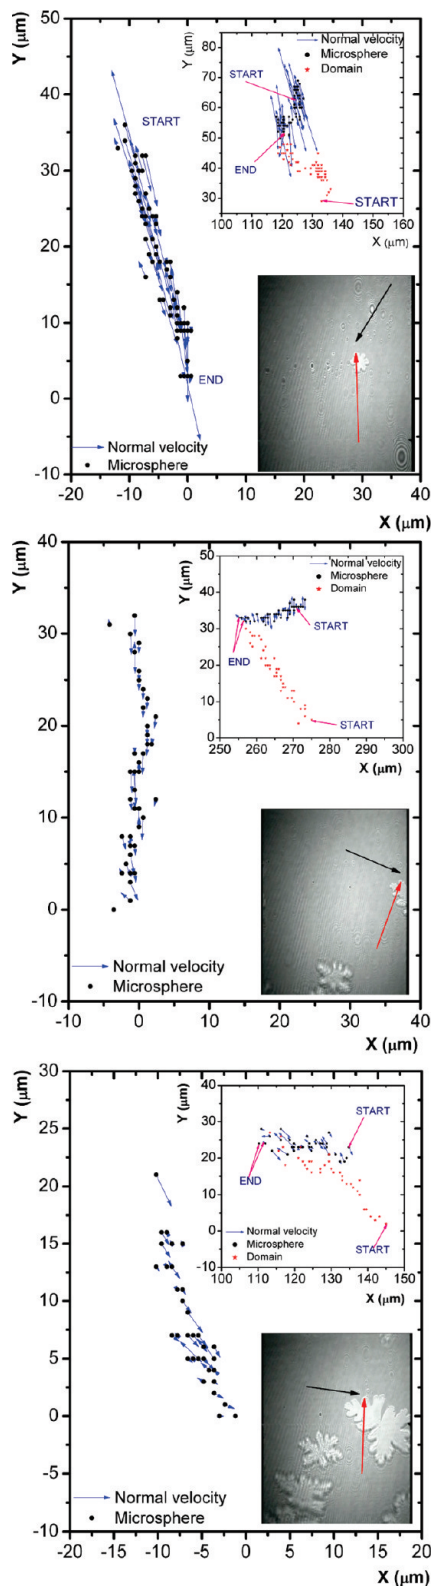 Y (µm)
50
40
30
20
10
0
-10
START
END
Normal velocity
Microsphere
-20 -10 0 10 20 30 40
X (µm)
Y (µm)
80
70
60
50
40
30
Normal velocity
Microsphere
Domain
START
END
START
100 110 120 130 140 150 160
X (µm)
Y (µm)
40
30
20
10
0
-10
Normal velocity
Microsphere
-10 0 10 20 30 40
X (µm)
Y (µm)
50
40
30
20
10
0
Normal velocity
Microsphere
Domain
START
END
START
250 260 270 280 290 300
X (µm)
Y (µm)
30
25
20
15
10
5
0
-5
-10
Normal velocity
Microsphere
-20 -15 -10 -5 0 5 10 15 20
X (µm)
Y (µm)
40
30
20
10
0
-10
START
END
START
Normal velocity
Microsphere
Domain
100 110 120 130 140 150
X (µm)